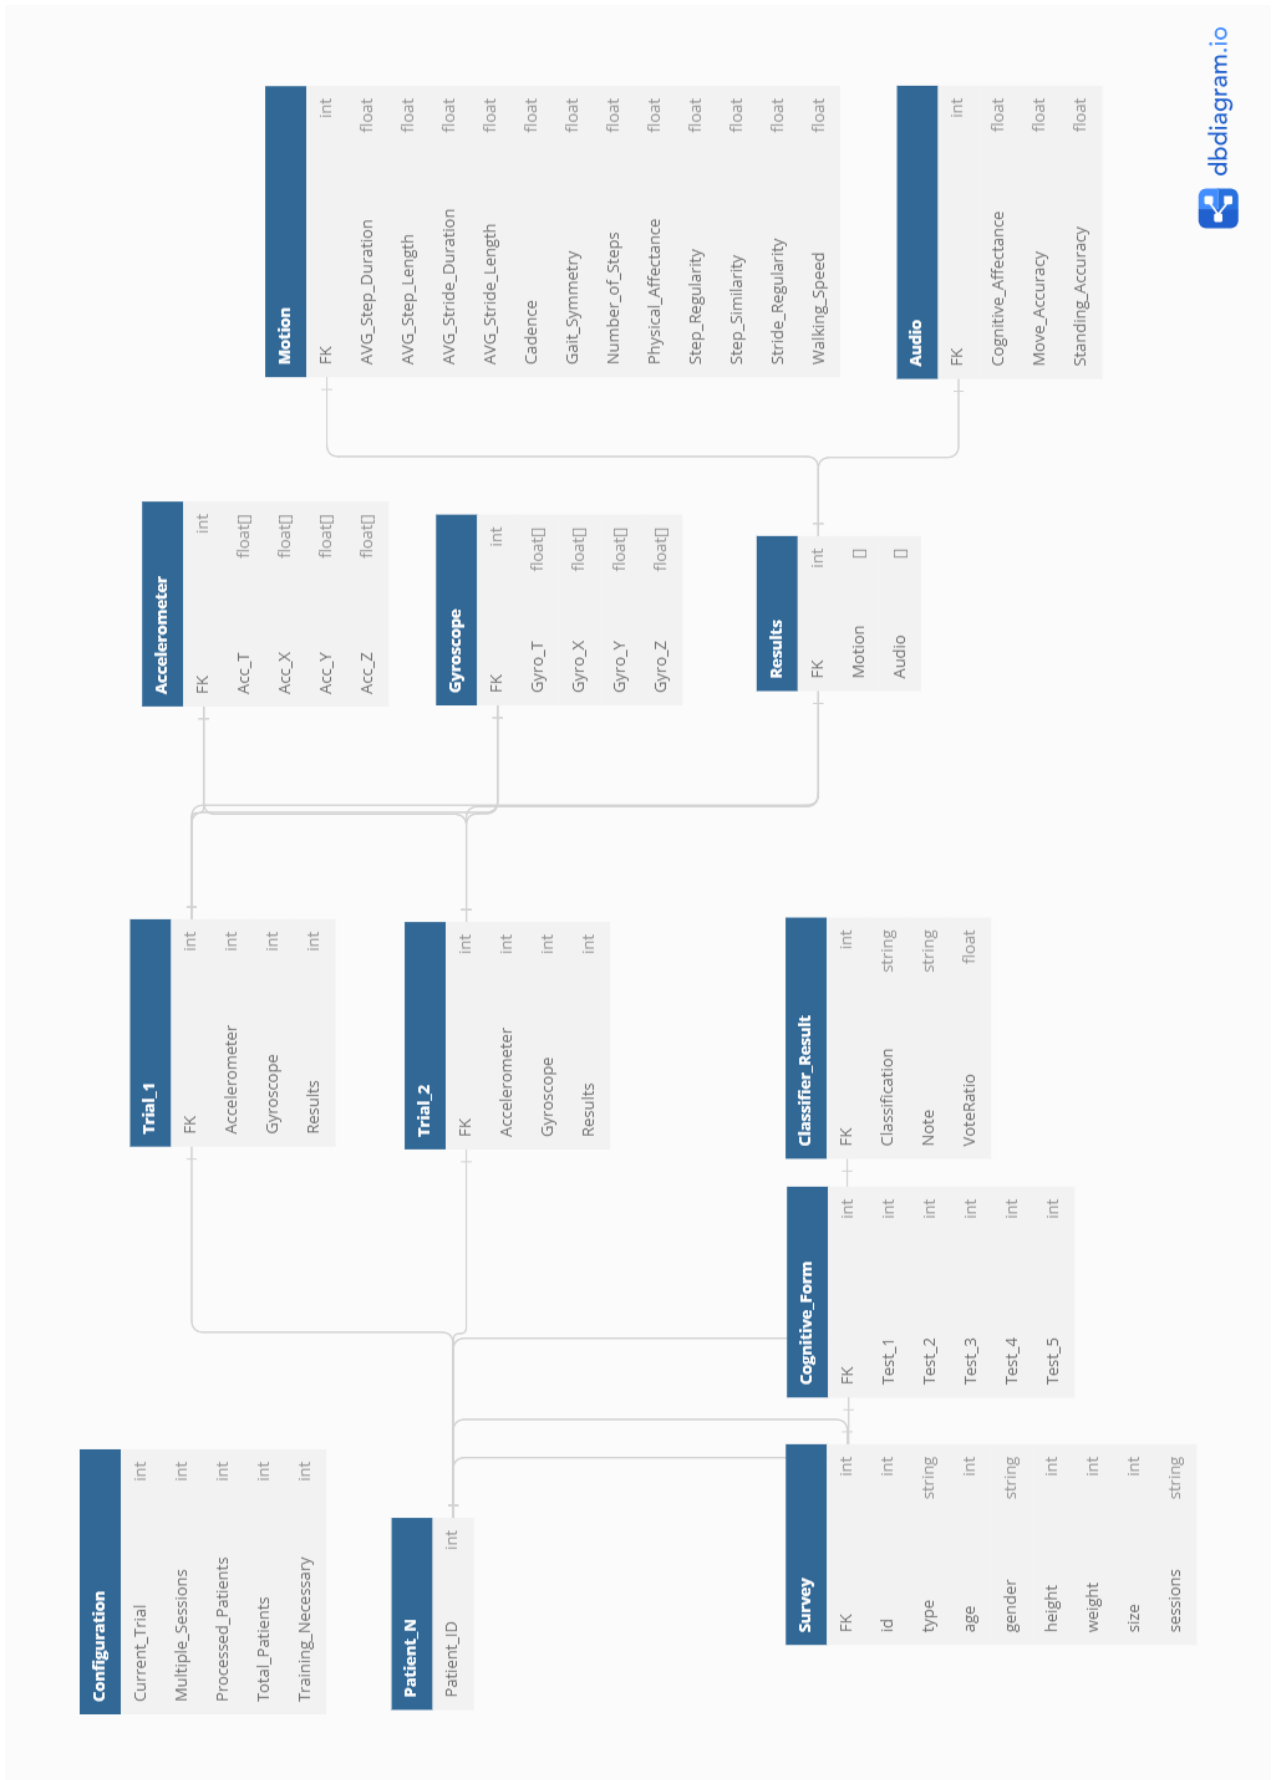 Configuration
Current_Trial int
Multiple_Sessions int
Processed_Patients int
Total_Patients int
Training_Necessary int
Patient_N
Patient_ID int
Survey
FK int
id int
type string
age int
gender string
height int
weight int
size int
sessions string
Trial_1
FK int
Accelerometer int
Gyroscope int
Results int
Trial_2
FK int
Accelerometer int
Gyroscope int
Results int
Cognitive_Form
FK int
Test_1 int
Test_2 int
Test_3 int
Test_4 int
Test_5 int
Classifier_Result
FK int
Classification string
Note string
VoteRatio float
Accelerometer
FK int
Acc_T float[]
Acc_X float[]
Acc_Y float[]
Acc_Z float[]
Gyroscope
FK int
Gyro_T float[]
Gyro_X float[]
Gyro_Y float[]
Gyro_Z float[]
Results
FK int
Motion []
Audio []
Motion
FK int
AVG_Step_Duration float
AVG_Step_Length float
AVG_Stride_Duration float
AVG_Stride_Length float
Cadence float
Gait_Symmetry float
Number_of_Steps float
Physical_Affectance float
Step_Regularity float
Step_Similarity float
Stride_Regularity float
Walking_Speed float
Audio
FK int
Cognitive_Affectance float
Move_Accuracy float
Standing_Accuracy float
dbdiagram.io